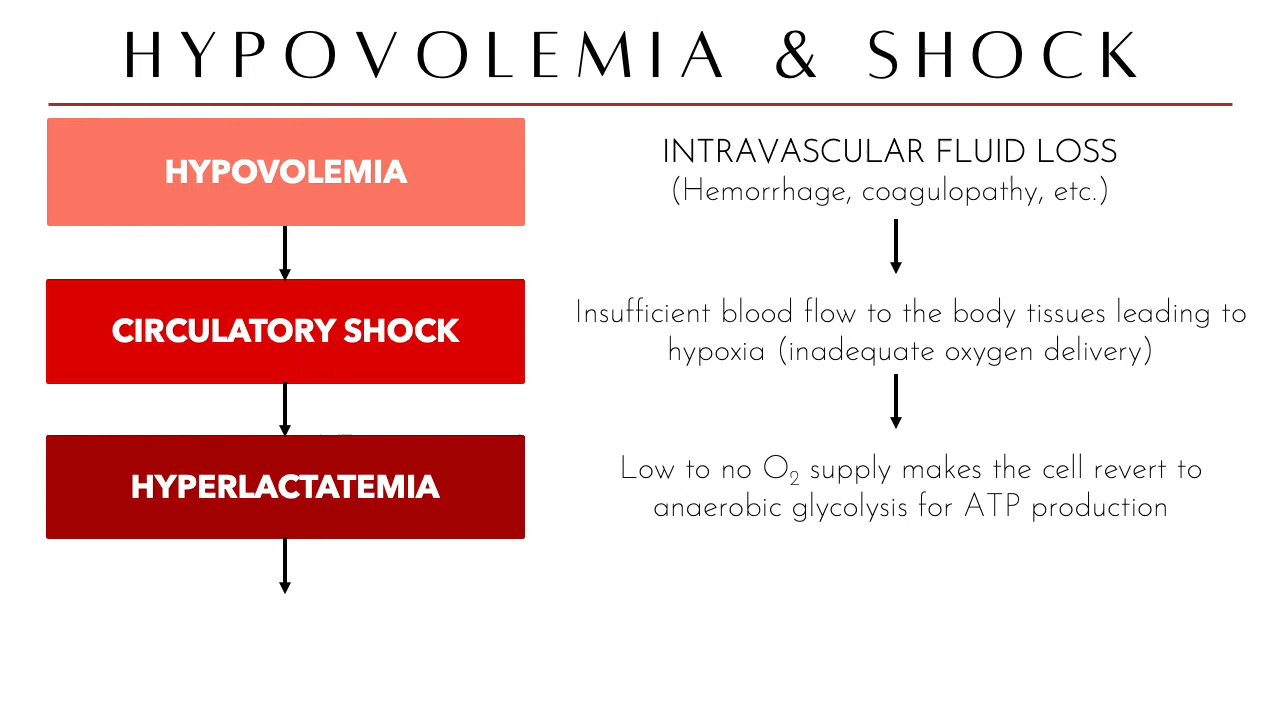 HYPOVOLEMIA & SHOCK
HYPOVOLEMIA
INTRAVASCULAR FLUID LOSS
(Hemorrhage, coagulopathy, etc.)
CIRCULATORY SHOCK
Insufficient blood flow to the body tissues leading to
hypoxia (inadequate oxygen delivery)
HYPERLACTATEMIA
Low to no O₂ supply makes the cell revert to
anaerobic glycolysis for ATP production